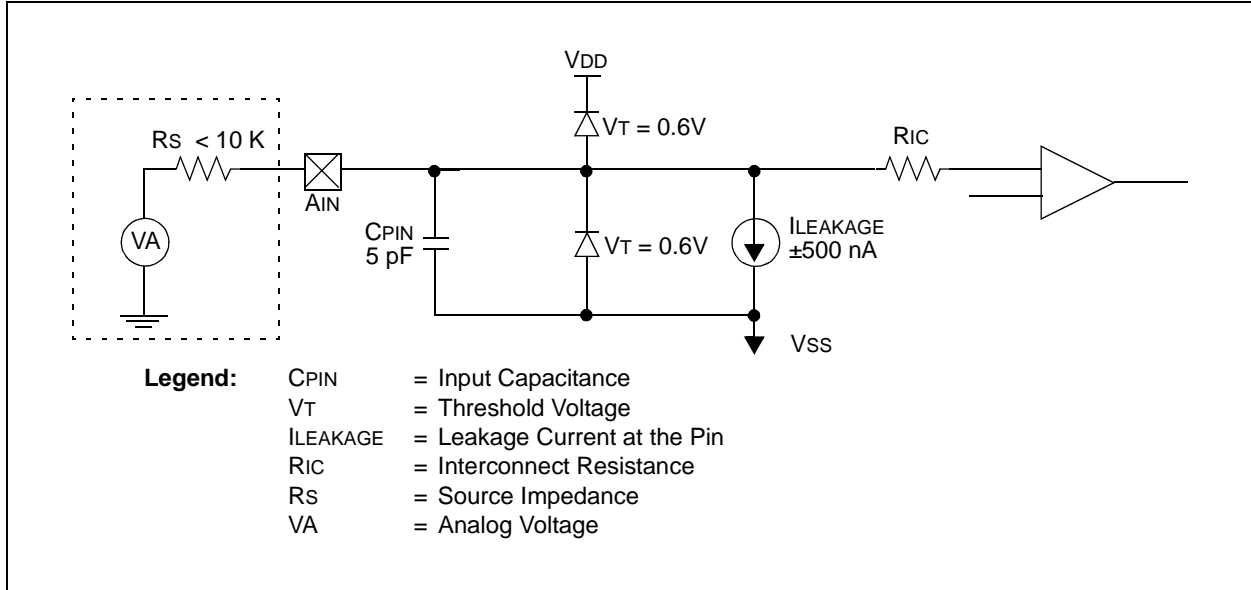 VDD
VT = 0.6V
RS < 10 K
RIC
AIN
VA
CPIN
5 pF
VT = 0.6V
ILEAKAGE
±500 nA
VSS
Legend: CPIN = Input Capacitance
VT = Threshold Voltage
ILEAKAGE = Leakage Current at the Pin
RIC = Interconnect Resistance
RS = Source Impedance
VA = Analog Voltage